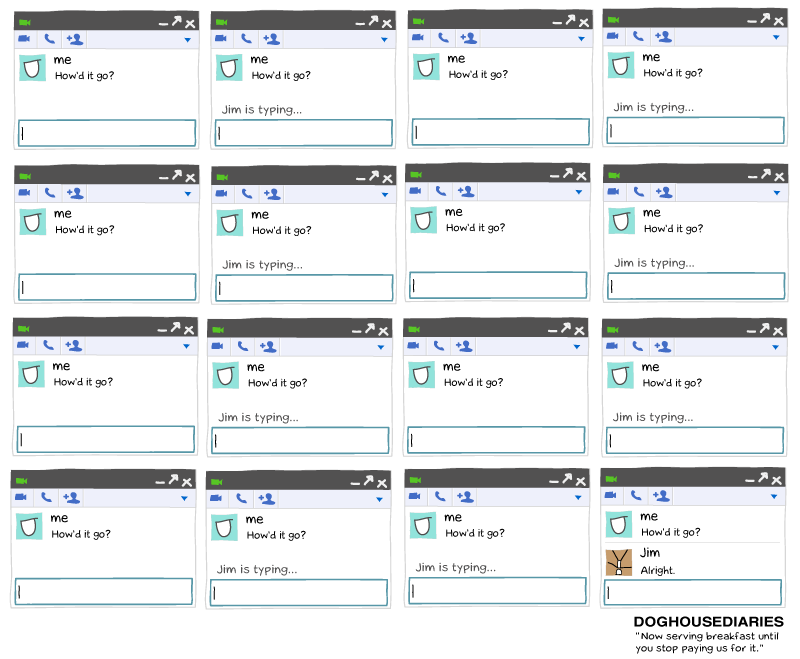 me
How'd it go?
me
How'd it go?
Jim is typing...
me
How'd it go?
me
How'd it go?
Jim is typing...
me
How'd it go?
me
How'd it go?
Jim is typing...
me
How'd it go?
me
How'd it go?
Jim is typing...
me
How'd it go?
me
How'd it go?
Jim is typing...
me
How'd it go?
me
How'd it go?
Jim is typing...
me
How'd it go?
me
How'd it go?
Jim is typing...
me
How'd it go?
Jim is typing...
me
How'd it go?
Jim
Alright.
DOGHOUSEDIARIES
"Now serving breakfast until
you stop paying us for it."